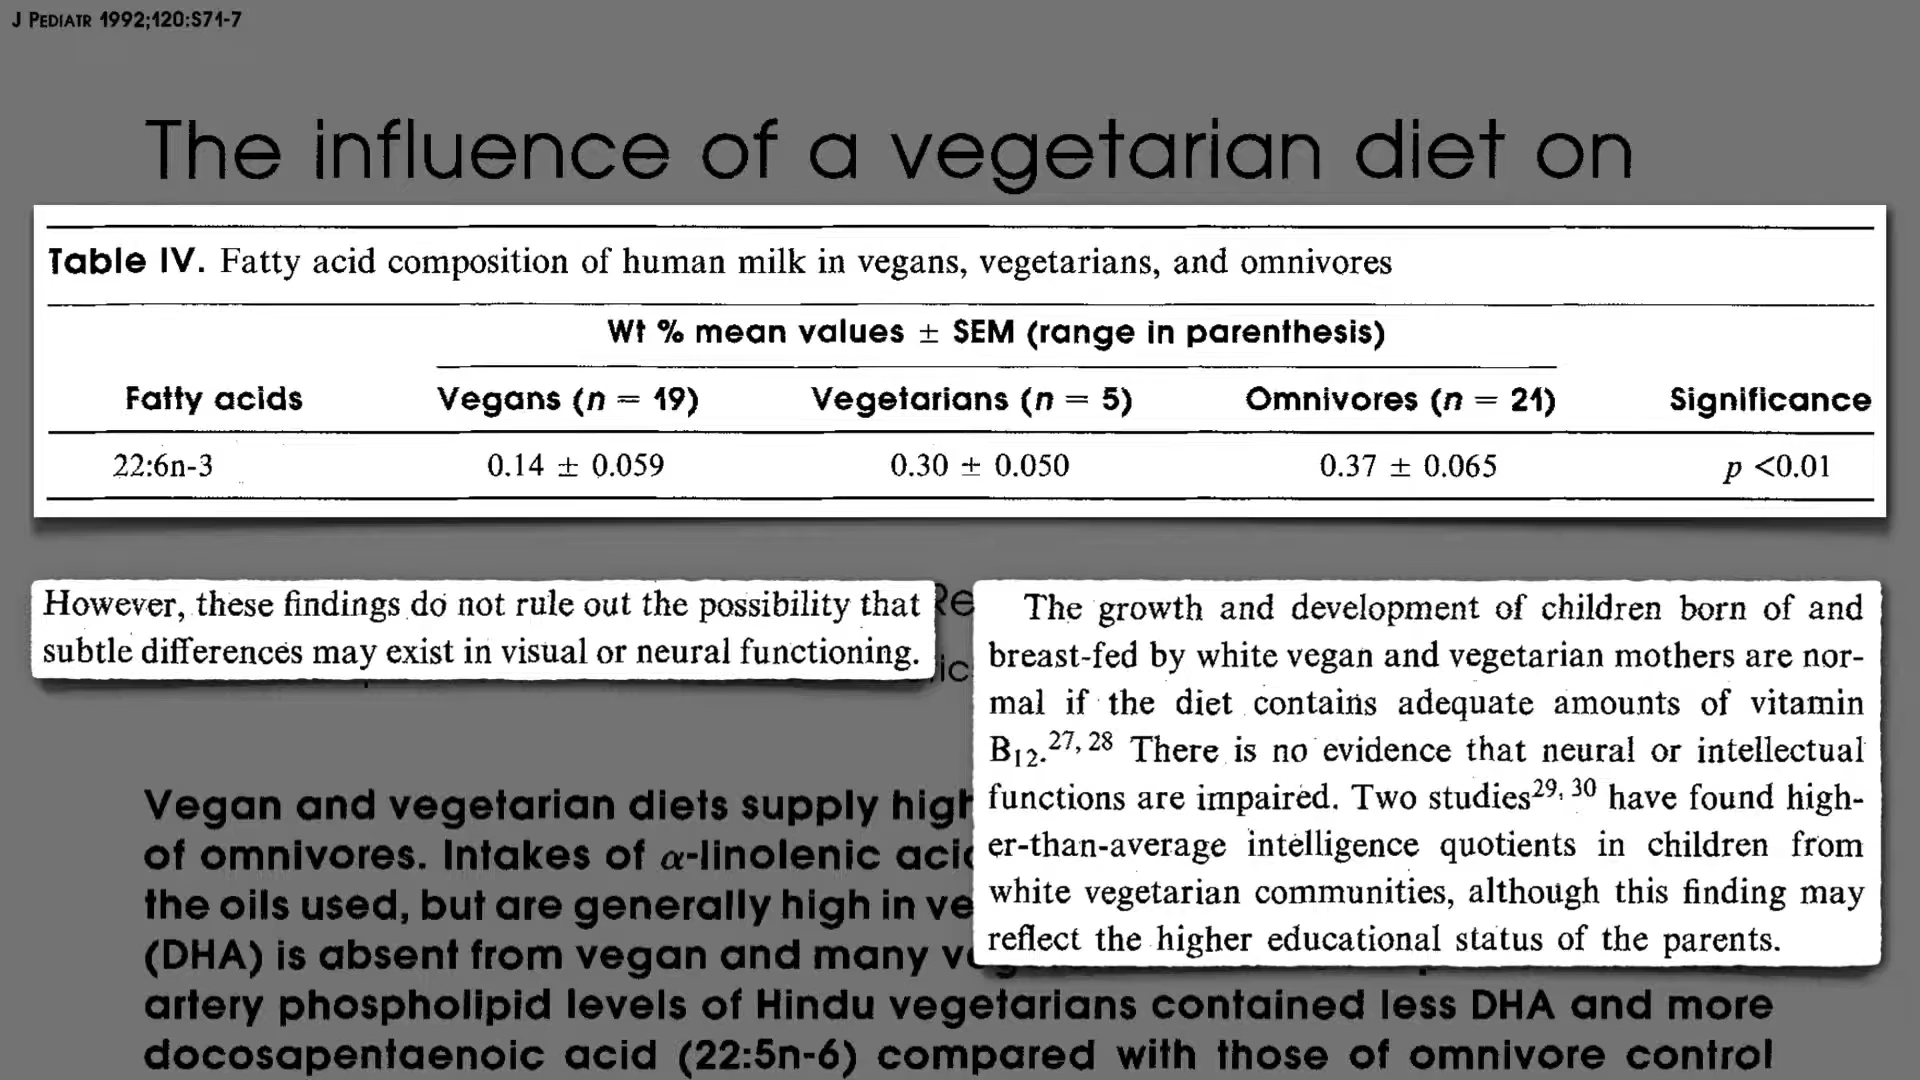 J PEDIATR 1992;120:S71-7
The influence of a vegetarian diet on
Table IV. Fatty acid composition of human milk in vegans, vegetarians, and omnivores
Wt % mean values ± SEM (range in parenthesis)
Fatty acids Vegans (n = 19) Vegetarians (n = 5) Omnivores (n = 21) Significance
22:6n-3 0.14 ± 0.059 0.30 ± 0.050 0.37 ± 0.065 p <0.01
However, these findings do not rule out the possibility that
subtle differences may exist in visual or neural functioning.
The growth and development of children born of and
breast-fed by white vegan and vegetarian mothers are nor-
mal if the diet contains adequate amounts of vitamin
B12.27, 28 There is no evidence that neural or intellectual
functions are impaired. Two studies29, 30 have found high-
er-than-average intelligence quotients in children from
white vegetarian communities, although this finding may
reflect the higher educational status of the parents.
Vegan and vegetarian diets supply high
of omnivores. Intakes of α-linolenic
the oils used, but are generally high in
(DHA) is absent from vegan and many
artery phospholipid levels of Hindu vegetarians contained less DHA and more
docosapentaenoic acid (22:5n-6) compared with those of omnivore control